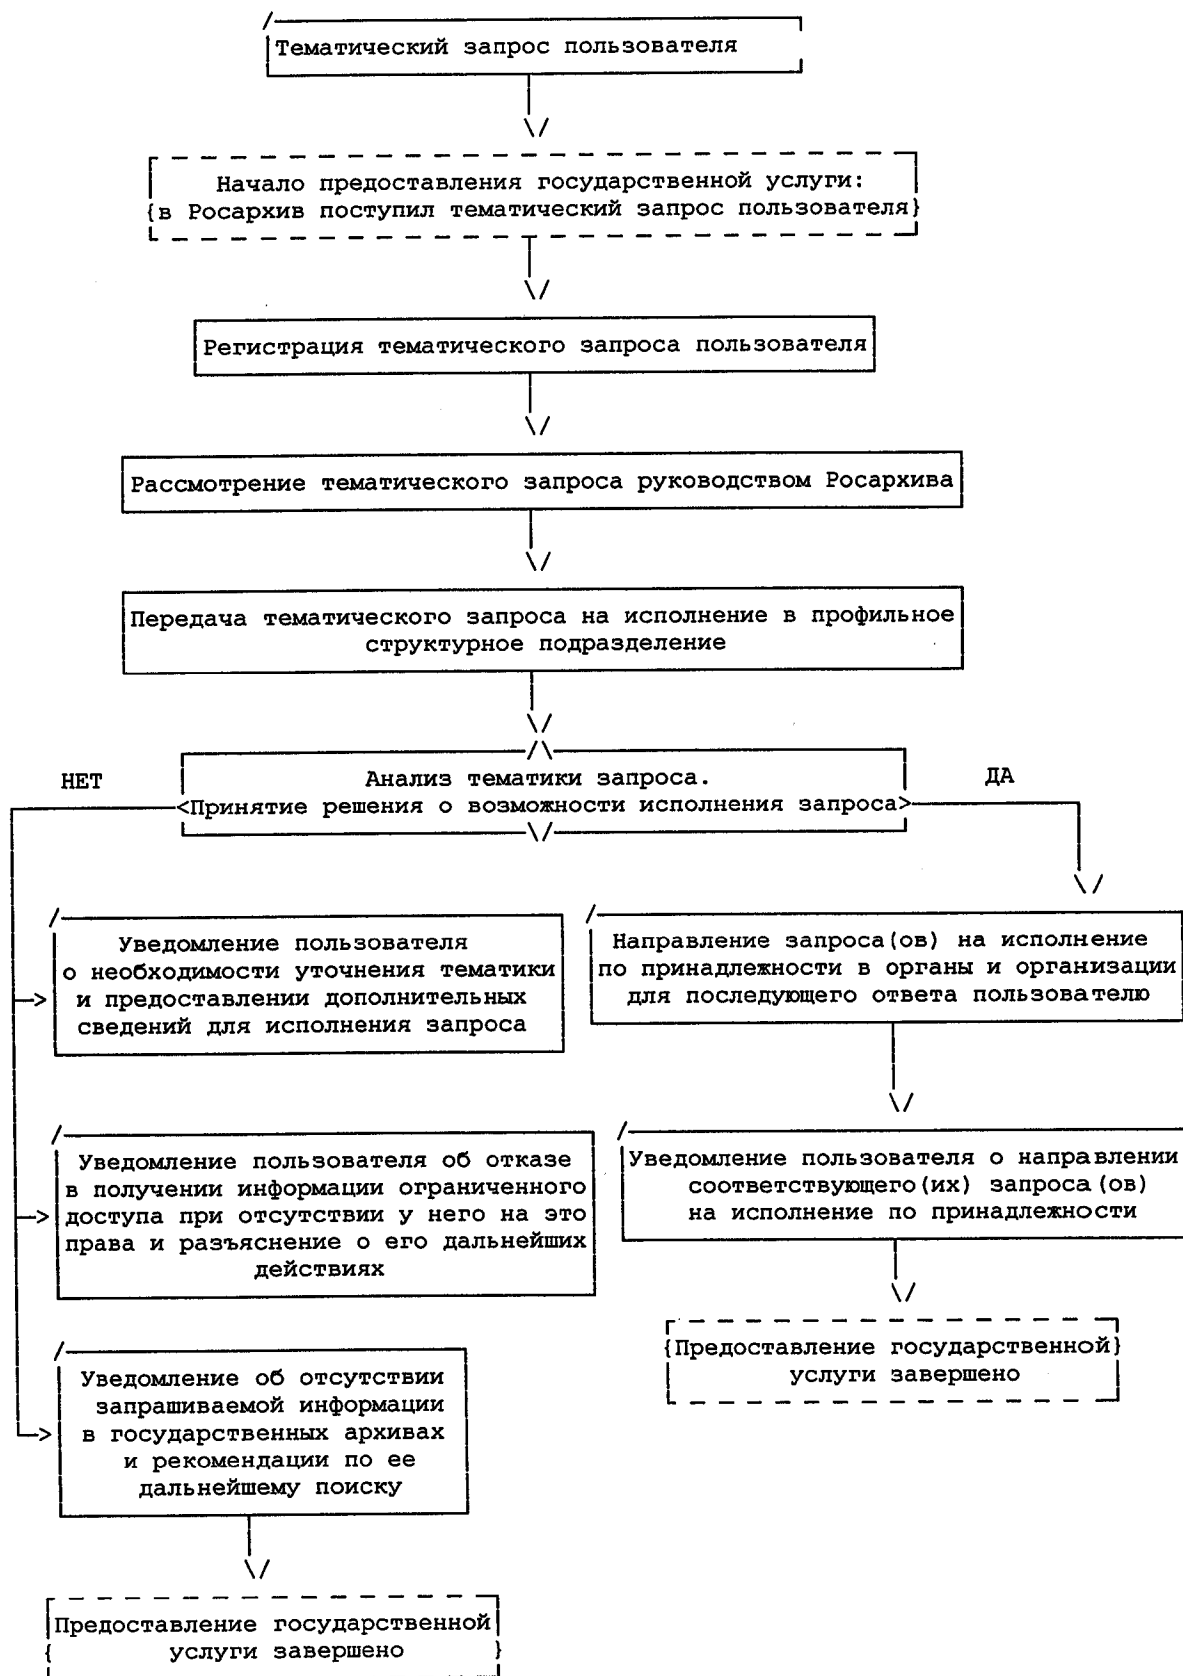 Тематический запрос пользователя
Начало предоставления государственной услуги:
в Росархив поступил тематический запрос пользователя
Регистрация тематического запроса пользователя
Рассмотрение тематического запроса руководством Росархива
Передача тематического запроса на исполнение в профильное
структурное подразделение
НЕТ
Анализ тематики запроса.
Принятие решения о возможности исполнения запроса
ДА
Уведомление пользователя
о необходимости уточнения тематики
и предоставлении дополнительных
сведений для исполнения запроса
Направление запроса(ов) на исполнение
по принадлежности в органы и организации
для последующего ответа пользователю
Уведомление пользователя об отказе
в получении информации ограниченного
доступа при отсутствии у него на это
права и разъяснение о его дальнейших
действиях
Уведомление пользователя о направлении
соответствующего(их) запроса(ов)
на исполнение по принадлежности
Предоставление государственной
услуги завершено
Уведомление об отсутствии
запрашиваемой информации
в государственных архивах
и рекомендации по ее
дальнейшему поиску
Предоставление государственной
услуги завершено